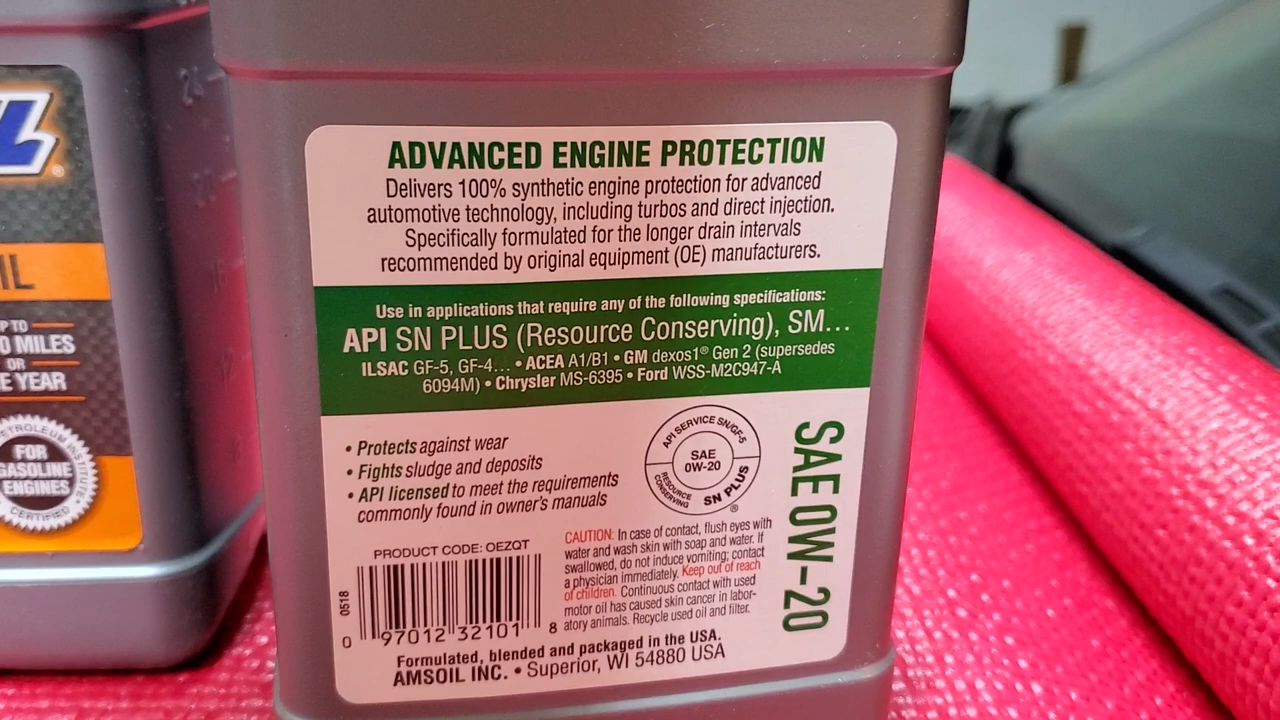 ADVANCED ENGINE PROTECTION
Delivers 100% synthetic engine protection for advanced
automotive technology, including turbos and direct injection.
Specifically formulated for the longer drain intervals
recommended by original equipment (OE) manufacturers.
Use in applications that require any of the following specifications:
API SN PLUS (Resource Conserving), SM...
ILSAC GF-5, GF-4... • ACEA A1/B1 • GM dexos1® Gen 2 (supersedes
6094M) • Chrysler MS-6395 • Ford WSS-M2C947-A
• Protects against wear
• Fights sludge and deposits
• API licensed to meet the requirements
commonly found in owner's manuals
API SERVICE SN/GF-5
SAE
0W-20
RESOURCE
CONSERVING
SN PLUS
®
SAE 0W-20
PRODUCT CODE: OEZQT
0518
0 97012 32101 8
CAUTION: In case of contact, flush eyes with
water and wash skin with soap and water. If
swallowed, do not induce vomiting; contact
a physician immediately. Keep out of reach
of children. Continuous contact with used
motor oil has caused skin cancer in labor-
atory animals. Recycle used oil and filter.
Formulated, blended and packaged in the USA.
AMSOIL INC. • Superior, WI 54880 USA
L®
IL
P TO
0 MILES
OR
E YEAR
PETROLEUM INSTITUTE
FOR
GASOLINE
ENGINES
CERTIFIED